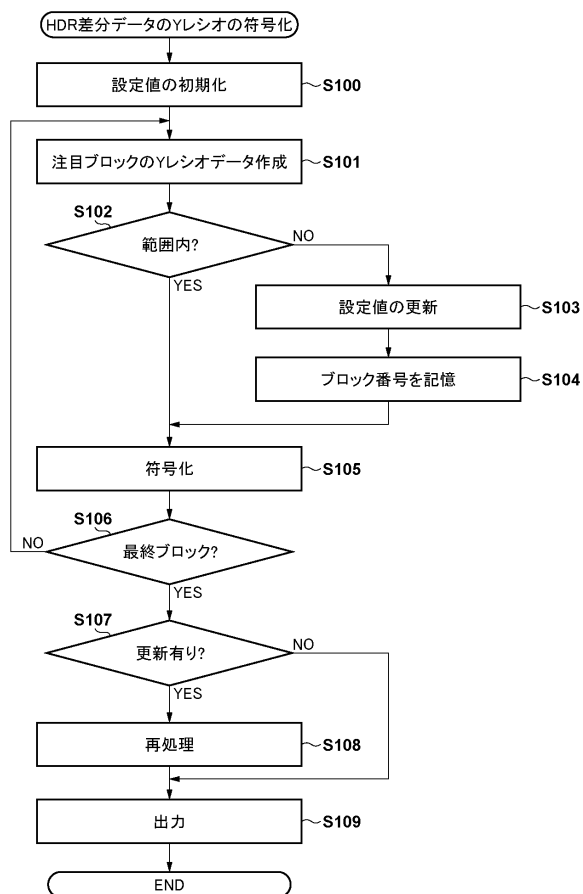 HDR差分データのYレシオの符号化
設定値の初期化
S100
注目ブロックのYレシオデータ作成
S101
S102
範囲内?
NO
YES
設定値の更新
S103
ブロック番号を記憶
S104
符号化
S105
S106
最終ブロック?
NO
YES
S107
更新有り?
NO
YES
再処理
S108
出力
S109
END